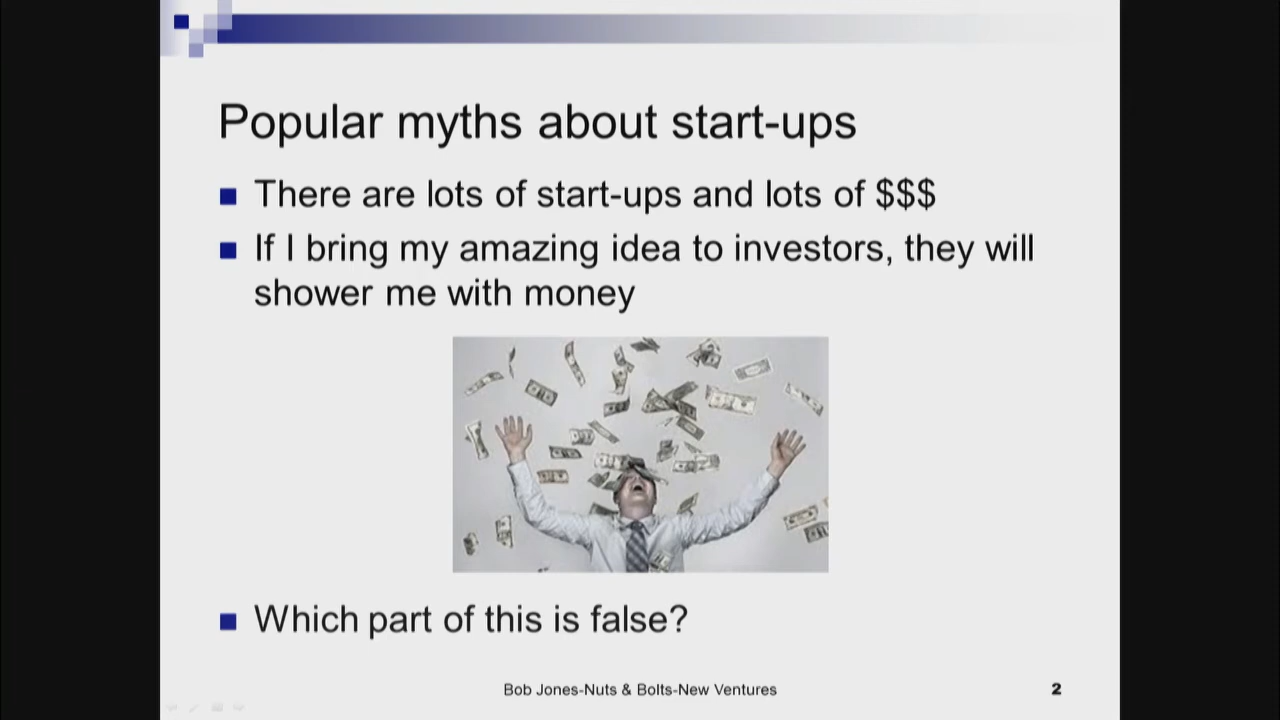 Popular myths about start-ups
There are lots of start-ups and lots of $$$
If I bring my amazing idea to investors, they will
shower me with money
Which part of this is false?
Bob Jones-Nuts & Bolts-New Ventures
2